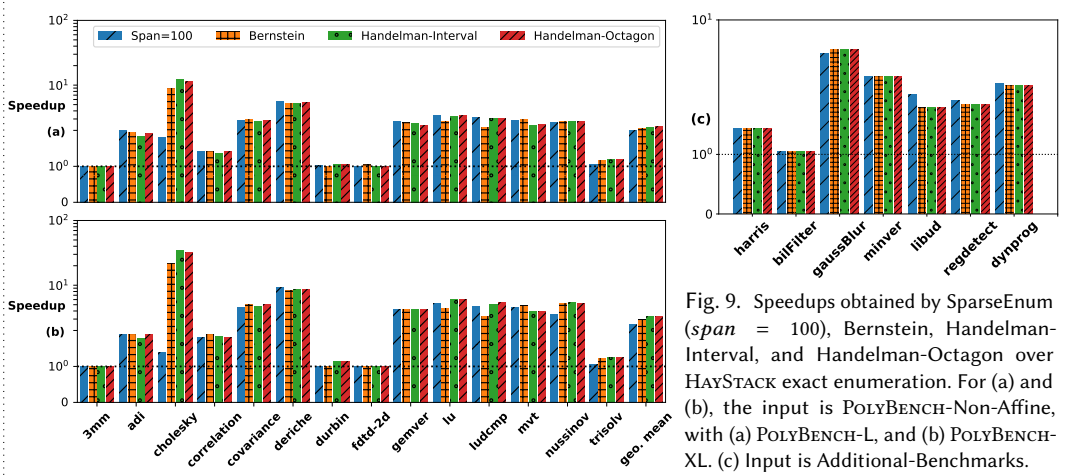 10²
Span=100 Bernstein Handelman-Interval Handelman-Octagon
10¹
Speedup
(a)
10⁰
0
10²
10¹
Speedup
(b)
10⁰
0
3mm
adi
cholesky
correlation
covariance
deriche
durbin
fdtd-2d
gemver
lu
ludcmp
mvt
nussinov
trisolv
geo. mean
10¹
(c)
10⁰
0
harris
bilFilter
gaussBlur
minver
libud
regdetect
dynprog
Fig. 9. Speedups obtained by SparseEnum
(span = 100), Bernstein, Handelman-
Interval, and Handelman-Octagon over
HAYSTACK exact enumeration. For (a) and
(b), the input is POLYBENCH-Non-Affine,
with (a) POLYBENCH-L, and (b) POLYBENCH-
XL. (c) Input is Additional-Benchmarks.